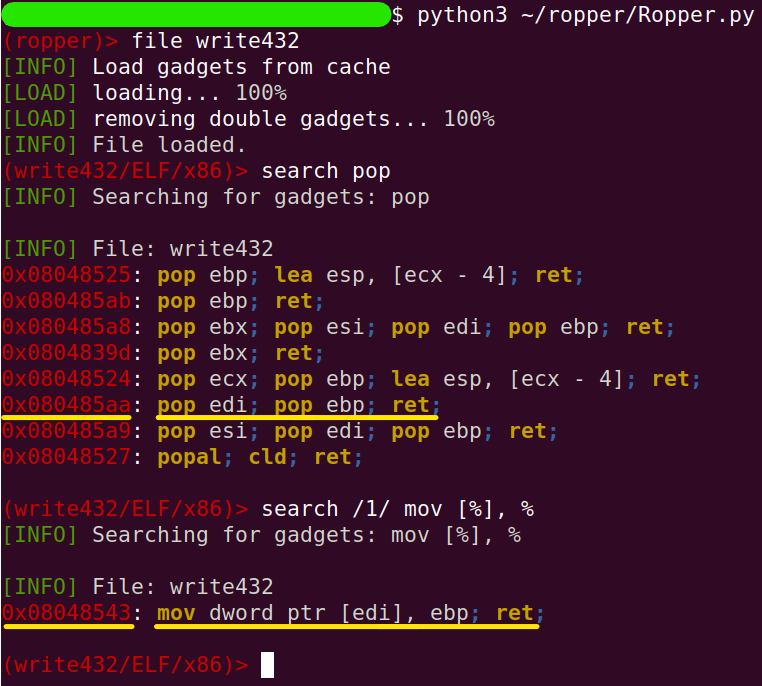 $ python3 ~/ropper/Ropper.py
(ropper)> file write432
[INFO] Load gadgets from cache
[LOAD] loading... 100%
[LOAD] removing double gadgets... 100%
[INFO] File loaded.
(write432/ELF/x86)> search pop
[INFO] Searching for gadgets: pop
[INFO] File: write432
0x08048525: pop ebp; lea esp, [ecx - 4]; ret;
0x080485ab: pop ebp; ret;
0x080485a8: pop ebx; pop esi; pop edi; pop ebp; ret;
0x0804839d: pop ebx; ret;
0x08048524: pop ecx; pop ebp; lea esp, [ecx - 4]; ret;
0x080485aa: pop edi; pop ebp; ret;
0x080485a9: pop esi; pop edi; pop ebp; ret;
0x08048527: popal; cld; ret;
(write432/ELF/x86)> search /1/ mov [%], %
[INFO] Searching for gadgets: mov [%], %
[INFO] File: write432
0x08048543: mov dword ptr [edi], ebp; ret;
(write432/ELF/x86)>